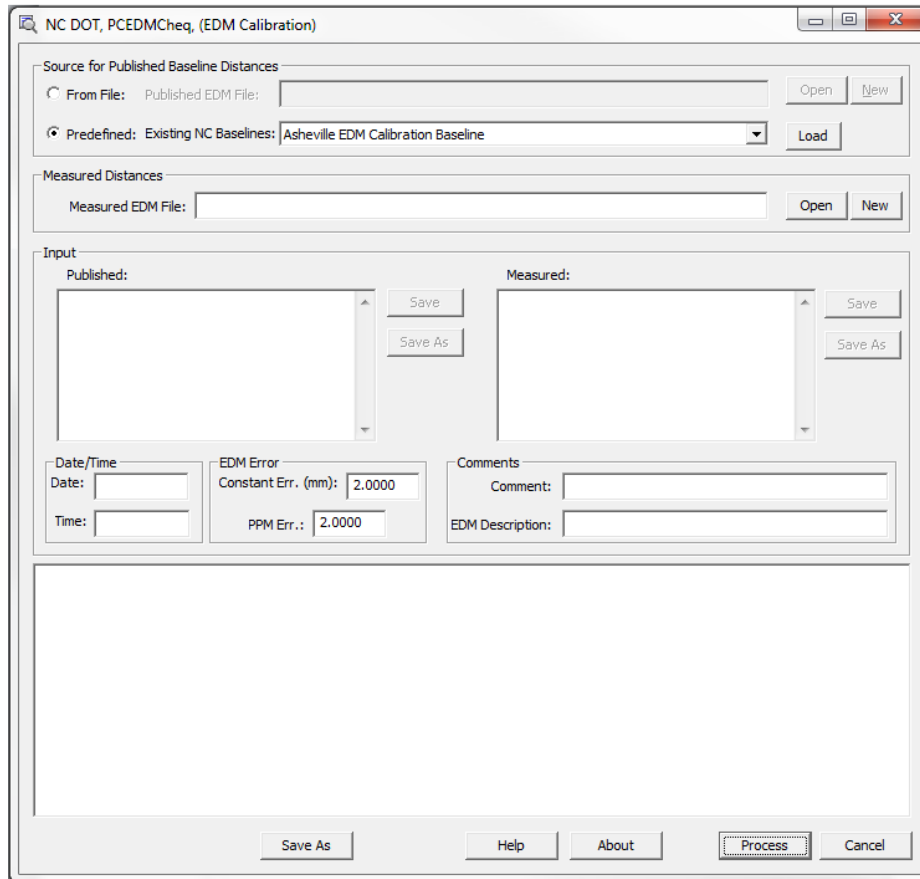 NC DOT, PCEDMCheq, (EDM Calibration)
Source for Published Baseline Distances
From File: Published EDM File: Open New
Predefined: Existing NC Baselines: Asheville EDM Calibration Baseline Load
Measured Distances
Measured EDM File: Open New
Input
Published: Measured:
Save Save
Save As Save As
Date/Time EDM Error Comments
Date: Constant Err. (mm): 2.0000 Comment:
Time: PPM Err.: 2.0000 EDM Description:
Save As Help About Process Cancel